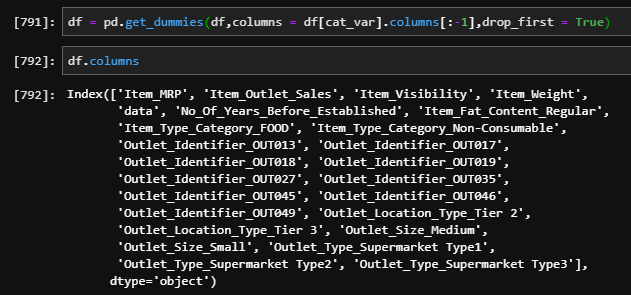 [791]: df = pd.get_dummies(df,columns = df[cat_var].columns[:-1],drop_first = True)
[792]: df.columns
[792]: Index(['Item_MRP', 'Item_Outlet_Sales', 'Item_Visibility', 'Item_Weight',
'data', 'No_Of_Years_Before_Established', 'Item_Fat_Content_Regular',
'Item_Type_Category_FOOD', 'Item_Type_Category_Non-Consumable',
'Outlet_Identifier_OUT013', 'Outlet_Identifier_OUT017',
'Outlet_Identifier_OUT018', 'Outlet_Identifier_OUT019',
'Outlet_Identifier_OUT027', 'Outlet_Identifier_OUT035',
'Outlet_Identifier_OUT045', 'Outlet_Identifier_OUT046',
'Outlet_Identifier_OUT049', 'Outlet_Location_Type_Tier 2',
'Outlet_Location_Type_Tier 3', 'Outlet_Size_Medium',
'Outlet_Size_Small', 'Outlet_Type_Supermarket Type1',
'Outlet_Type_Supermarket Type2', 'Outlet_Type_Supermarket Type3'],
dtype='object')